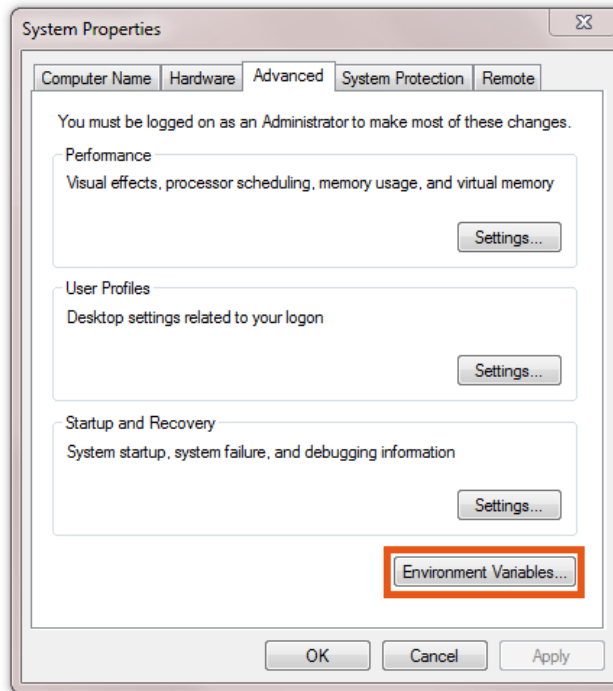 System Properties
Computer Name Hardware Advanced System Protection Remote
You must be logged on as an Administrator to make most of these changes.
Performance
Visual effects, processor scheduling, memory usage, and virtual memory
Settings...
User Profiles
Desktop settings related to your logon
Settings...
Startup and Recovery
System startup, system failure, and debugging information
Settings...
Environment Variables...
OK Cancel Apply